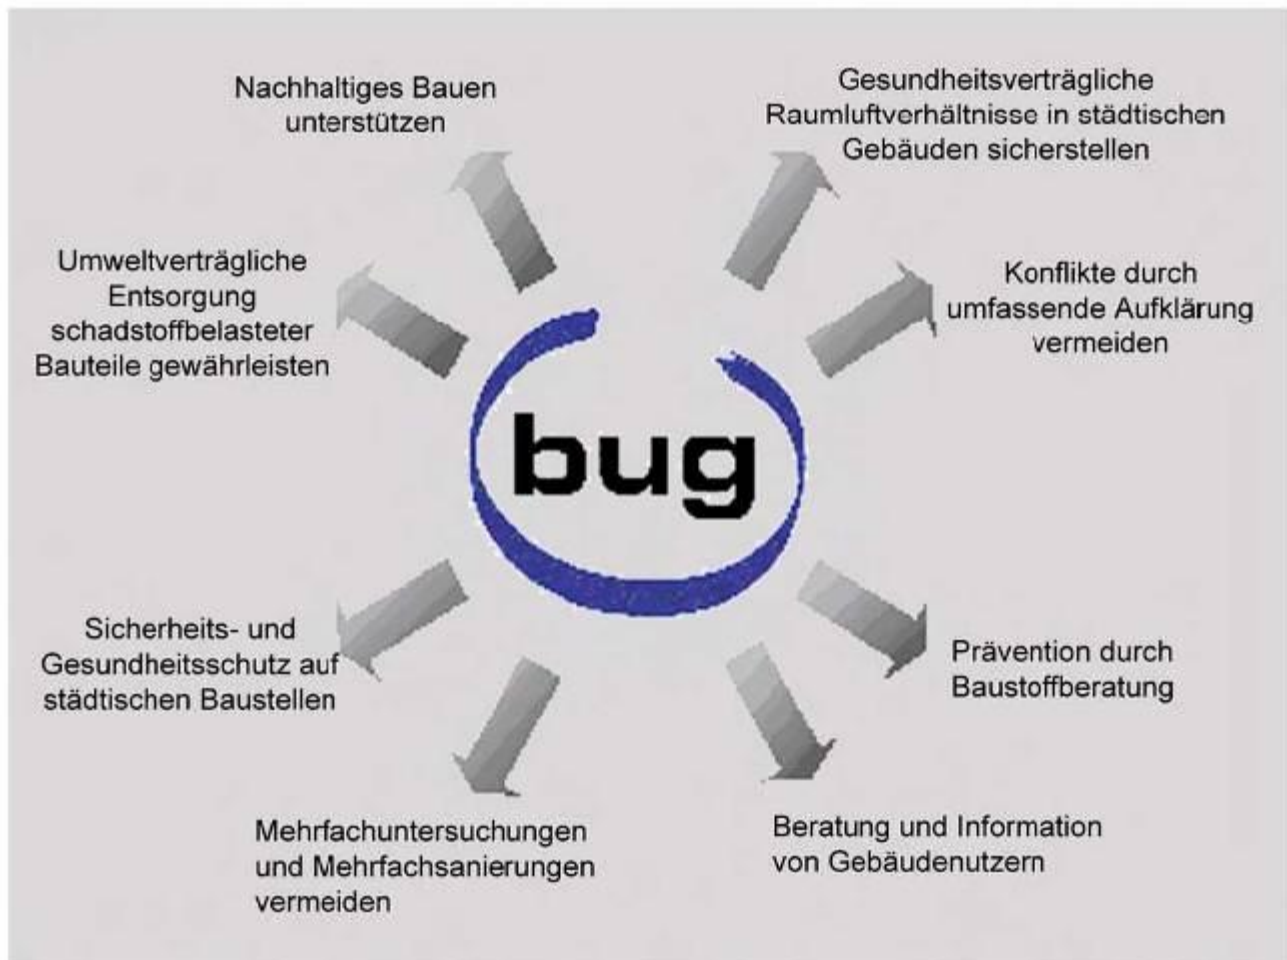 Nachhaltiges Bauen
unterstützen
Gesundheitsverträgliche
Raumluftverhältnisse in städtischen
Gebäuden sicherstellen
Umweltverträgliche
Entsorgung
schadstoffbelasteter
Bauteile gewährleisten
Konflikte durch
umfassende Aufklärung
vermeiden
bug
Sicherheits- und
Gesundheitsschutz auf
städtischen Baustellen
Prävention durch
Baustoffberatung
Mehrfachuntersuchungen
und Mehrfachsanierungen
vermeiden
Beratung und Information
von Gebäudenutzern